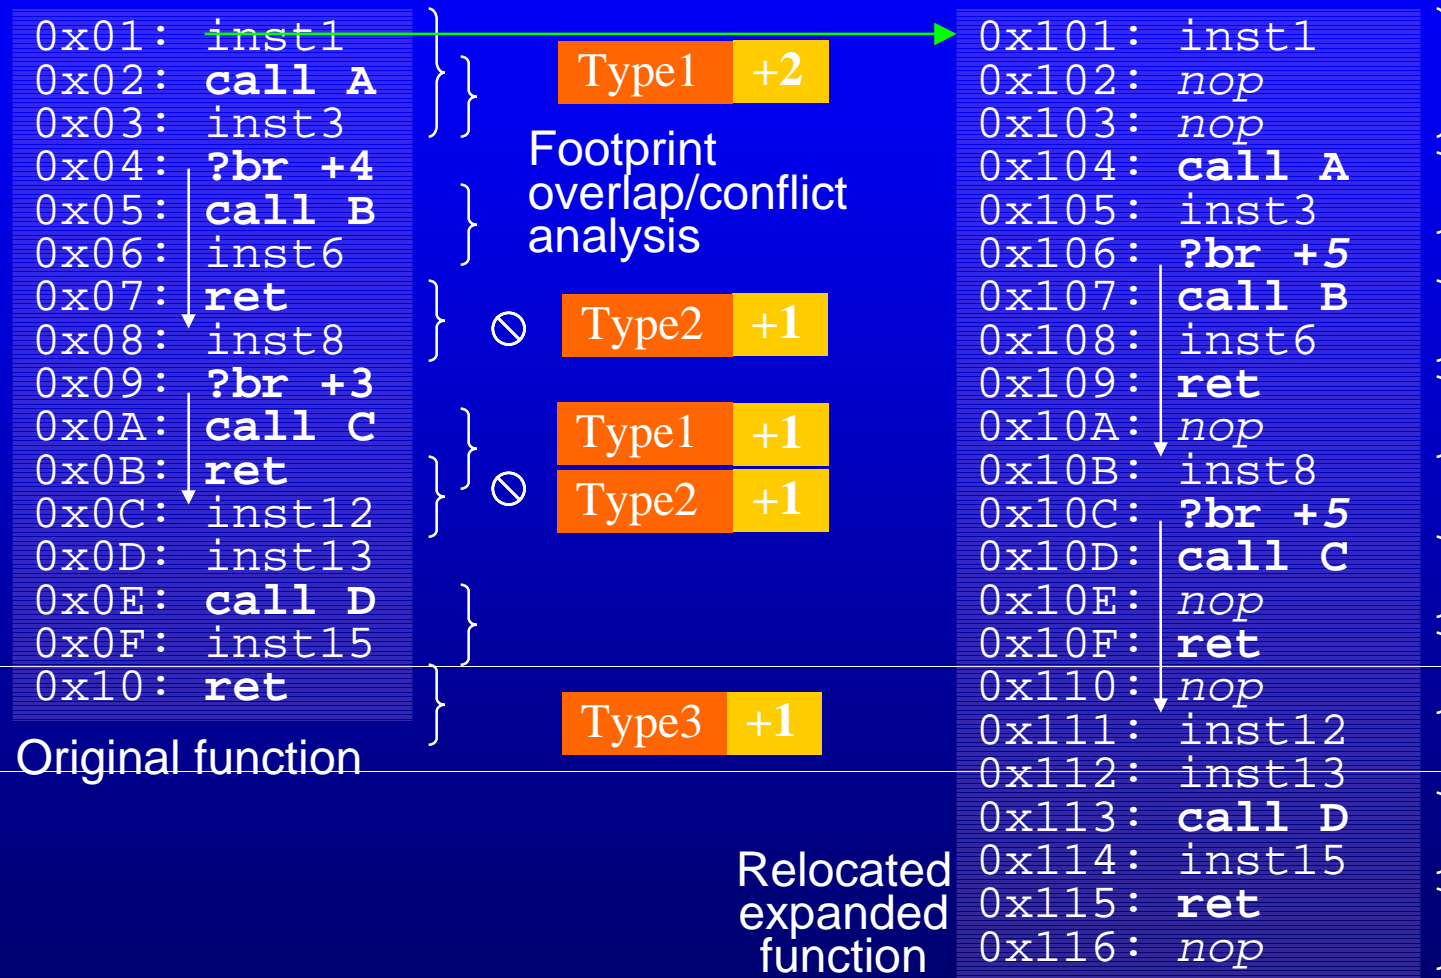 0x01: inst1
0x02: call A
0x03: inst3
0x04: ?br +4
0x05: call B
0x06: inst6
0x07: ret
0x08: inst8
0x09: ?br +3
0x0A: call C
0x0B: ret
0x0C: inst12
0x0D: inst13
0x0E: call D
0x0F: inst15
0x10: ret
Original function
Type1 +2
Footprint
overlap/conflict
analysis
Type2 +1
Type1 +1
Type2 +1
Type3 +1
0x101: inst1
0x102: nop
0x103: nop
0x104: call A
0x105: inst3
0x106: ?br +5
0x107: call B
0x108: inst6
0x109: ret
0x10A: nop
0x10B: inst8
0x10C: ?br +5
0x10D: call C
0x10E: nop
0x10F: ret
0x110: nop
0x111: inst12
0x112: inst13
0x113: call D
0x114: inst15
0x115: ret
0x116: nop
Relocated
expanded
function